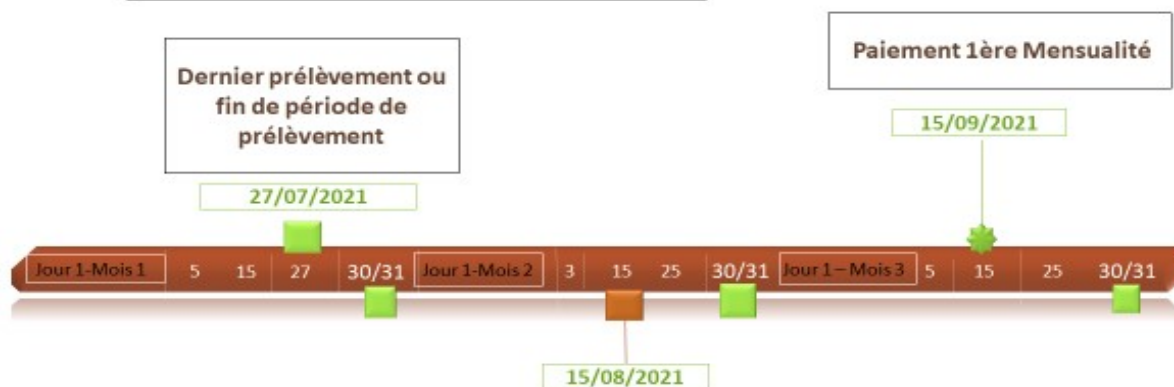 Paiement 1ère Mensualité
Dernier prélèvement ou
fin de période de
prélèvement
15/09/2021
27/07/2021
Jour 1-Mois 1 5 15 27 30/31 Jour 1-Mois 2 3 15 25 30/31 Jour 1 – Mois 3 5 15 25 30/31
15/08/2021